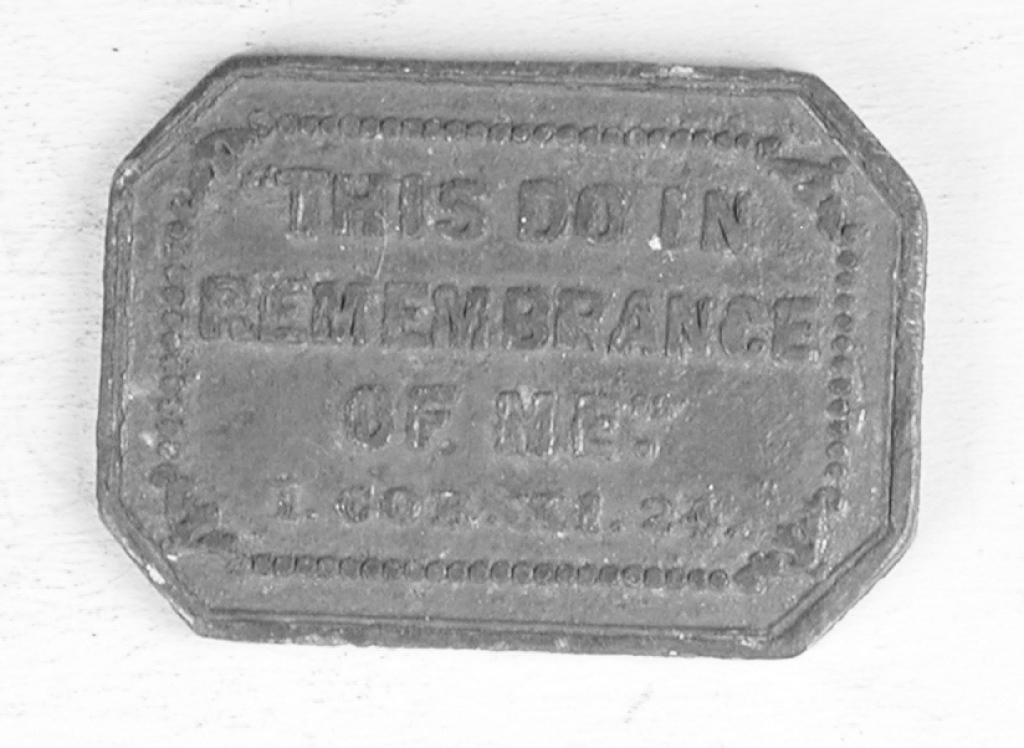 "THIS DO IN
REMEMBRANCE
OF ME."
I. COR. XI. 24.